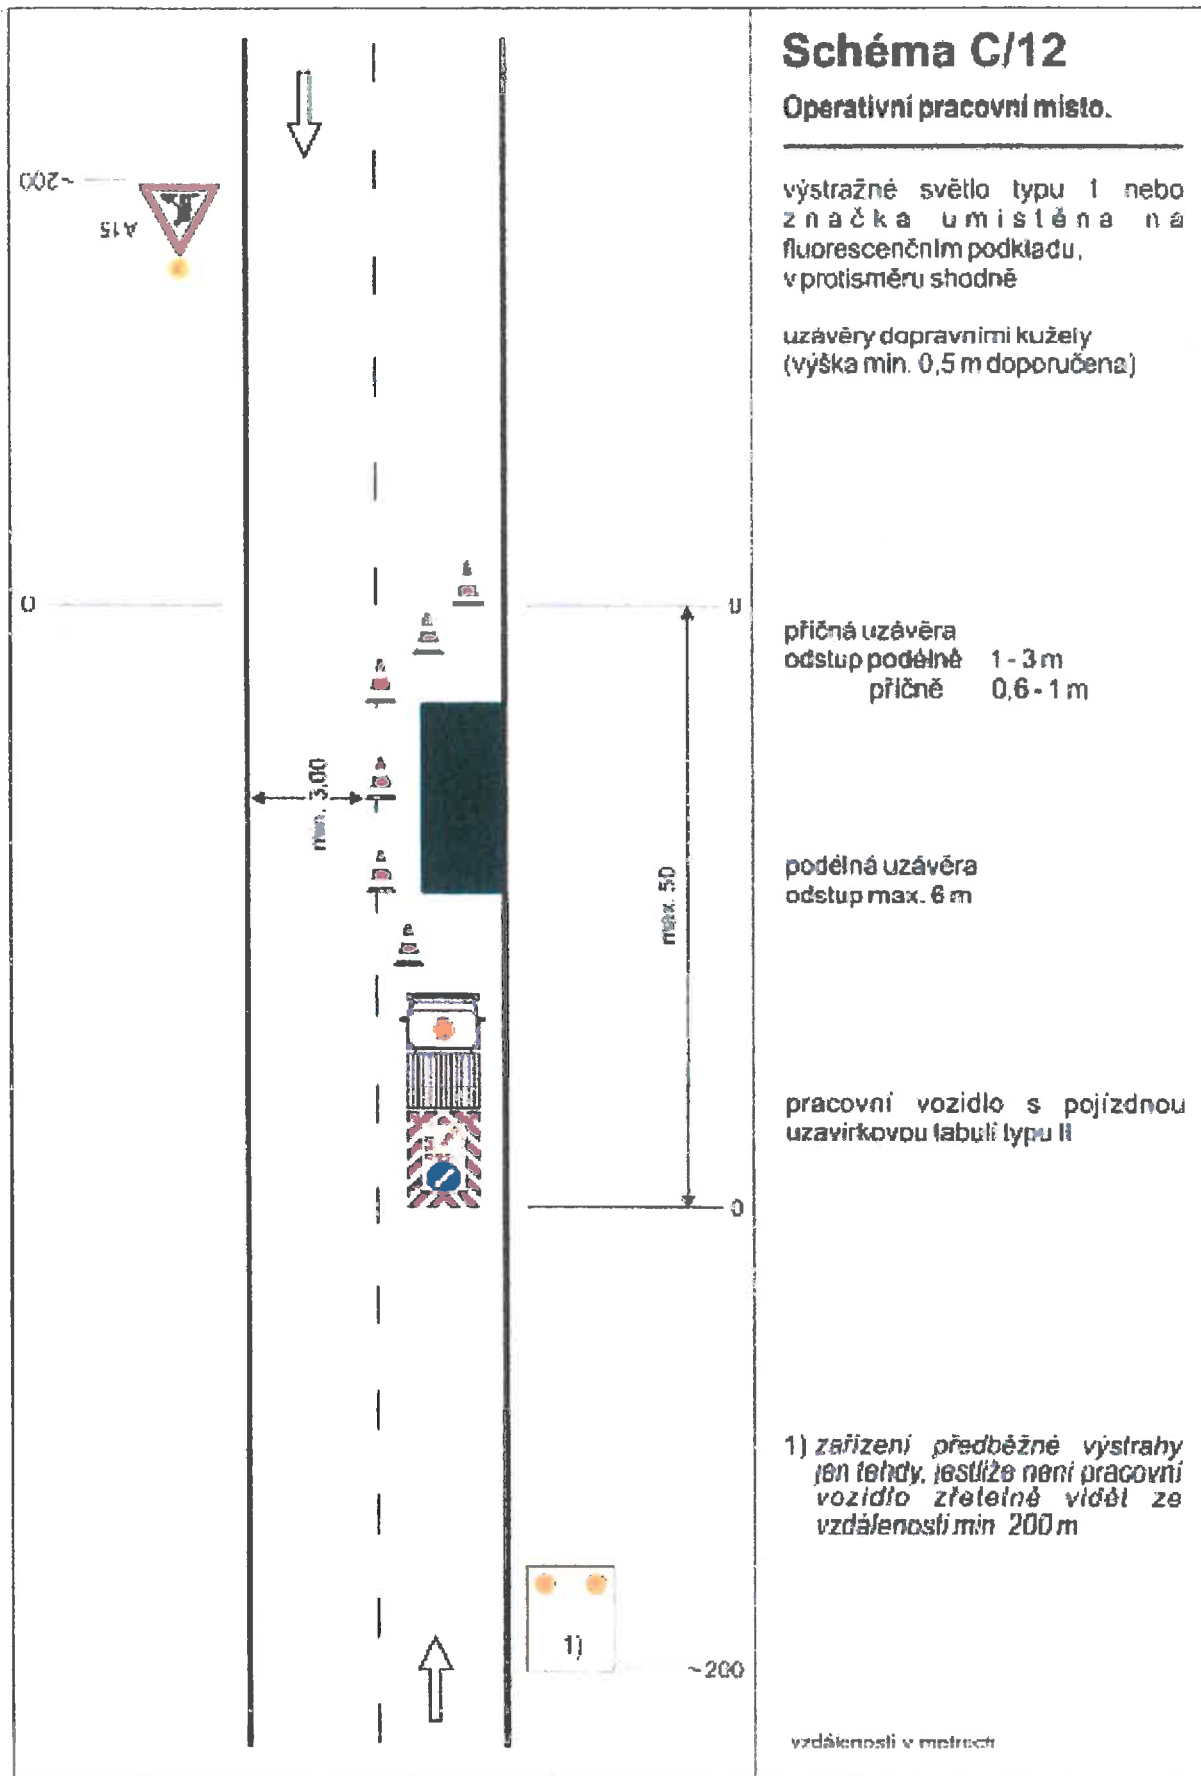 Schéma C/12
Operativní pracovní místo.
výstražné světlo typu 1 nebo
značka umístěna na
fluorescenčním podkladu,
v protisměru shodně
uzávěry dopravními kužely
(výška min. 0,5 m doporučena)
~200
A15
0
0
příčná uzávěra
odstup podélně 1 - 3 m
příčně 0,6 - 1 m
min. 3,00
max. 50
podélná uzávěra
odstup max. 6 m
pracovní vozidlo s pojízdnou
uzavírkovou tabulí typu II
0
1) zařízení předběžné výstrahy
jen tehdy, jestliže není pracovní
vozidlo zřetelně vidět ze
vzdálenosti min 200 m
1)
~200
vzdálenosti v metrech